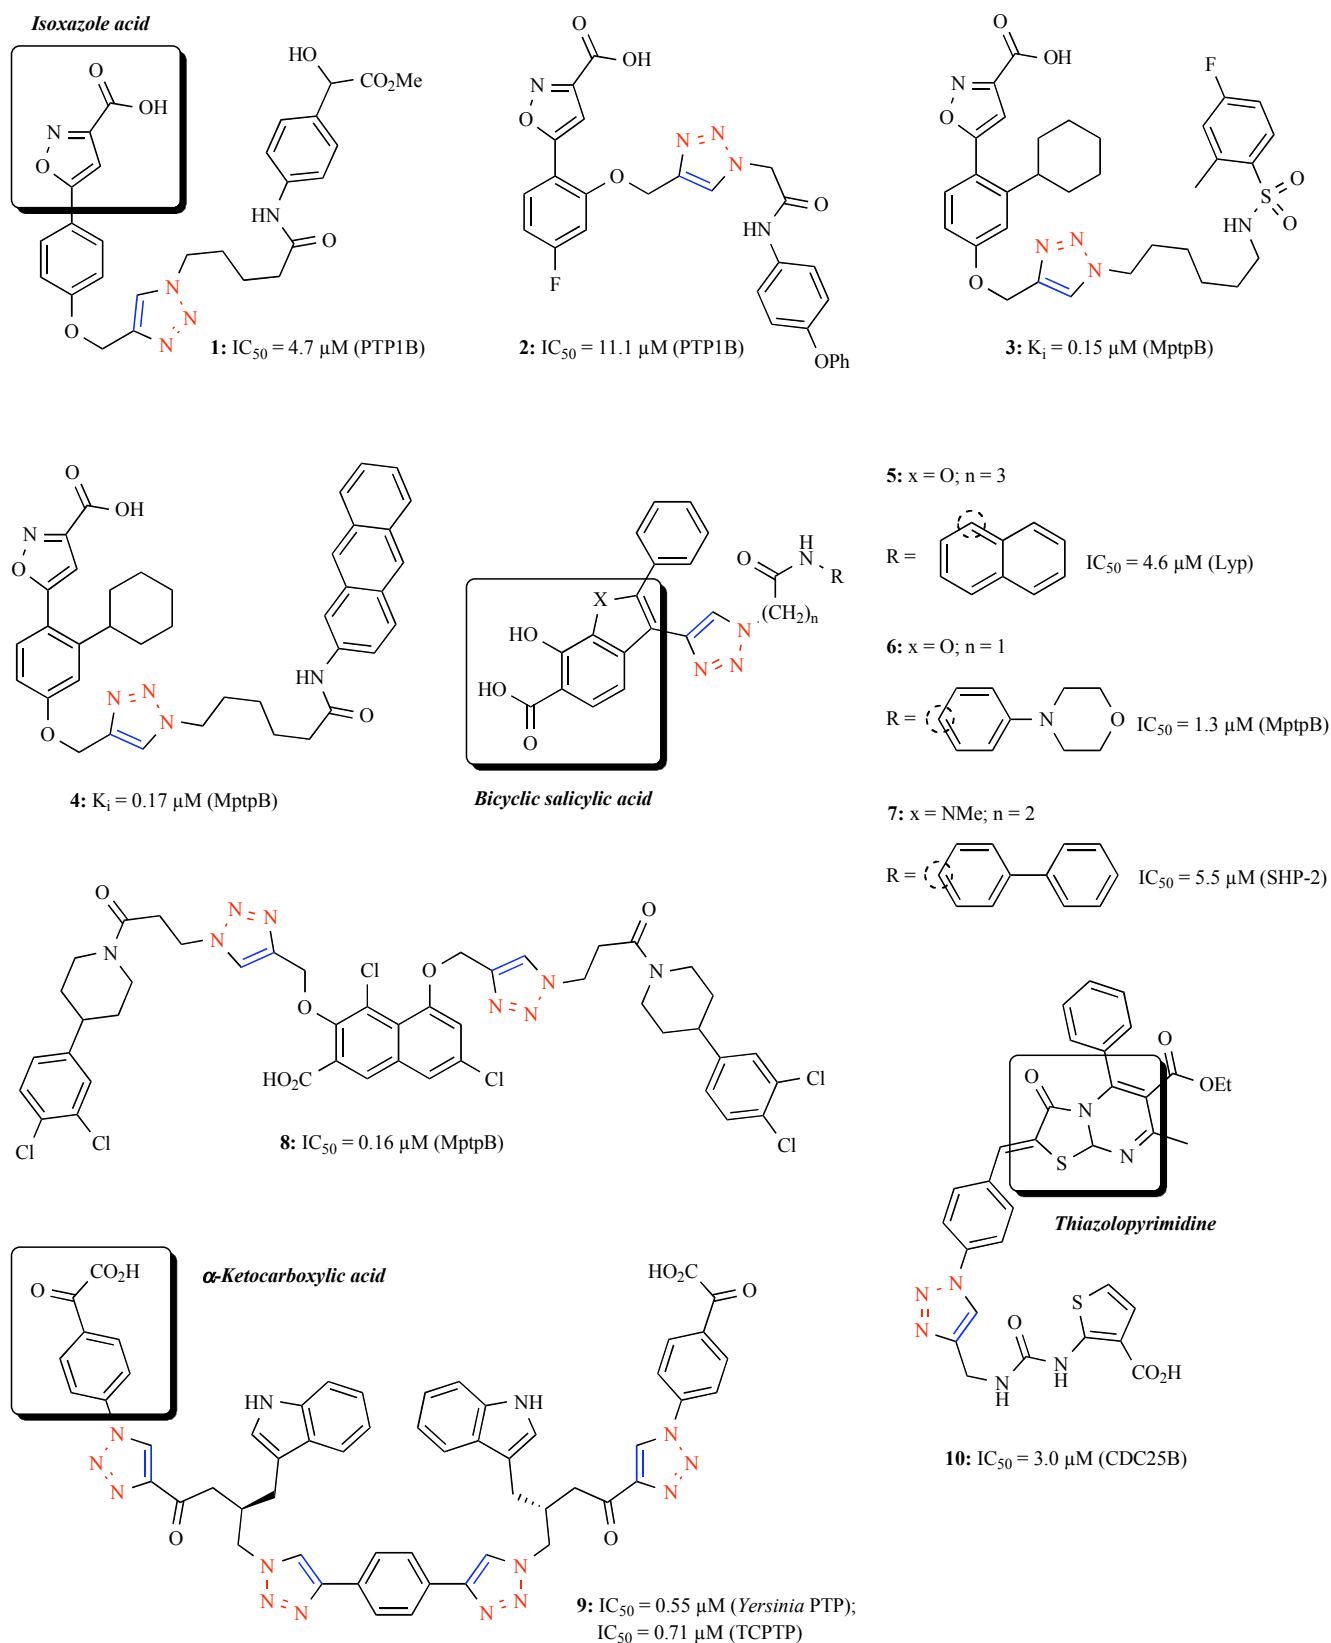 Isoxazole acid
O
OH
N
O
HO
CO₂Me
HN
O
N
N
N
O
1: IC₅₀ = 4.7 µM (PTP1B)
O
OH
N
O
O
N
N
N
O
HN
F
OPh
2: IC₅₀ = 11.1 µM (PTP1B)
O
OH
N
O
F
S
O
O
HN
N
N
N
O
3: Kᵢ = 0.15 µM (MptpB)
O
OH
N
O
HN
O
N
N
N
O
4: Kᵢ = 0.17 µM (MptpB)
H
O
N
R
X
(CH₂)n
N
N
N
HO
HO
O
Bicyclic salicylic acid
5: x = O; n = 3
R =
IC₅₀ = 4.6 µM (Lyp)
6: x = O; n = 1
R =
N
O
IC₅₀ = 1.3 µM (MptpB)
7: x = NMe; n = 2
R =
IC₅₀ = 5.5 µM (SHP-2)
O
N
N
N
N
O
Cl
O
N
N
N
O
N
HO₂C
Cl
Cl
Cl
Cl
Cl
8: IC₅₀ = 0.16 µM (MptpB)
O
O
OEt
N
S
N
Thiazolopyrimidine
N
N
N
O
S
N
H
N
H
CO₂H
10: IC₅₀ = 3.0 µM (CDC25B)
α-Ketocarboxylic acid
CO₂H
O
HO₂C
O
HN
NH
N
N
N
N
N
N
O
O
N
N
N
N
N
N
9: IC₅₀ = 0.55 µM (Yersinia PTP);
IC₅₀ = 0.71 µM (TCPTP)